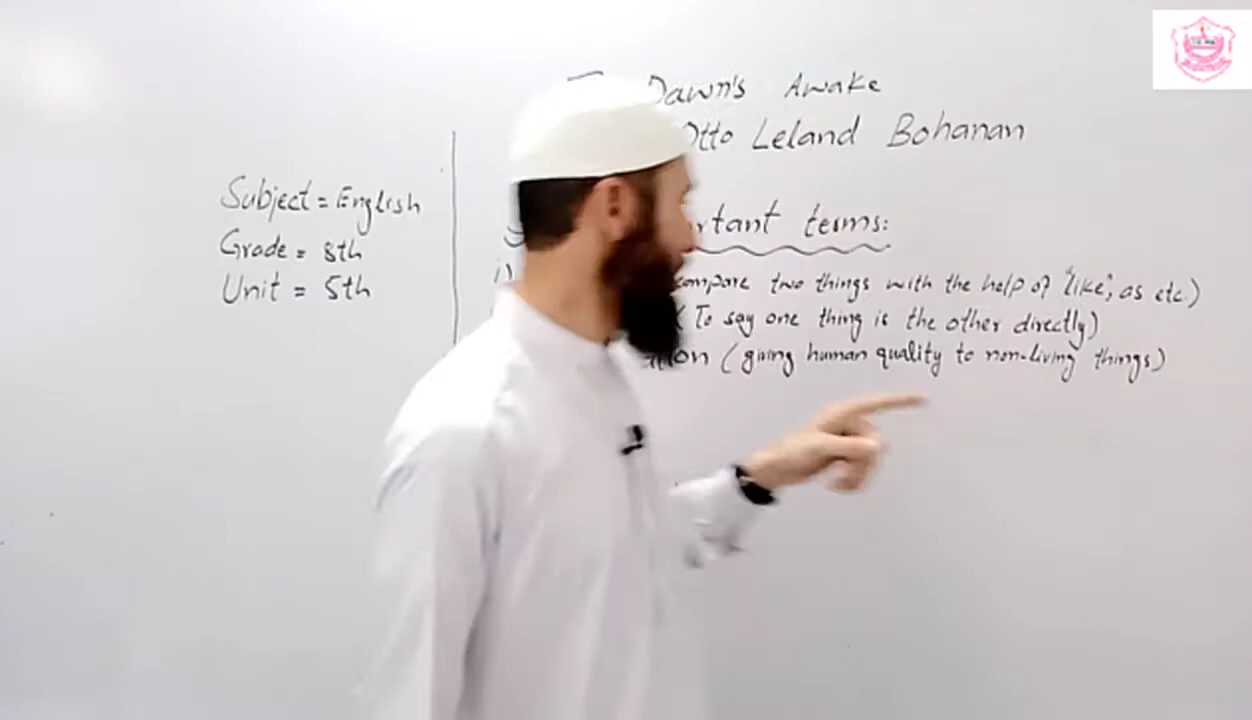 Subject = English
Grade = 8th
Unit = 5th
Dawn's Awake
Otto Leland Bohanan
terms:
compare two things with the help of "like", as etc.)
( To say one thing is the other directly)
(giving human quality to non-living things)